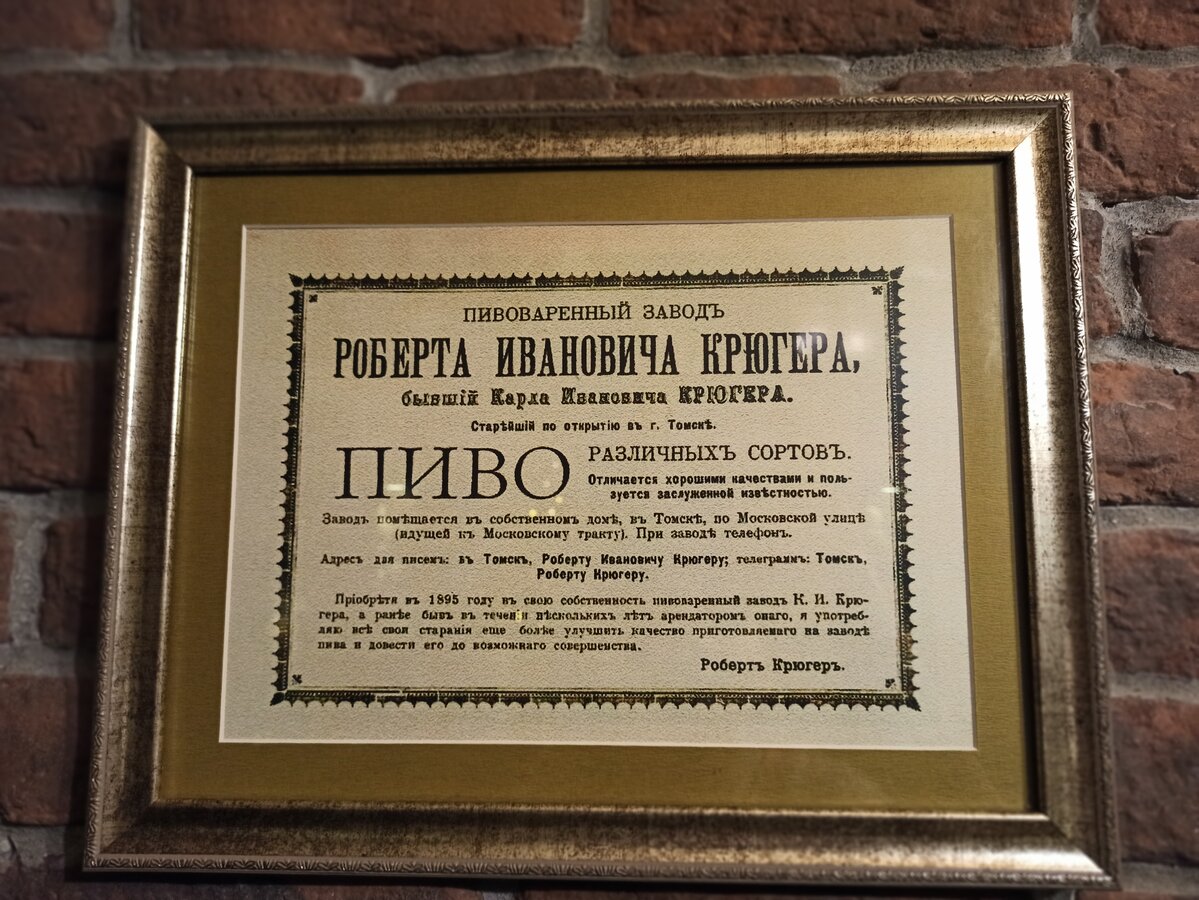 ПИВОВАРЕННЫЙ ЗАВОДЪ
РОБЕРТА ИВАНОВИЧА КРЮГЕРА,
бывшій Карла Ивановича КРЮГЕРА.
Старѣйшій по открытію въ г. Томскѣ.
ПИВО
РАЗЛИЧНЫХЪ СОРТОВЪ.
Отличается хорошими качествами и поль-
зуется заслуженной извѣстностью.
Заводъ помѣщается въ собственномъ домѣ, въ Томскѣ, по Московской улицѣ
(идущей къ Московскому тракту). При заводѣ телефонъ.
Адресъ для писемъ: въ Томскъ, Роберту Ивановичу Крюгеру; телеграммъ: Томскъ,
Роберту Крюгеру.
Пріобрѣтя въ 1895 году въ свою собственность пивоваренный заводъ К. И. Крю-
гера, а ранѣе бывъ въ теченіи нѣсколькихъ лѣтъ арендаторомъ онаго, я употреб-
ляю всѣ свои старанія еще болѣе улучшить качество приготовляемаго на заводѣ
пива и довести его до возможнаго совершенства.
Робертъ Крюгеръ.